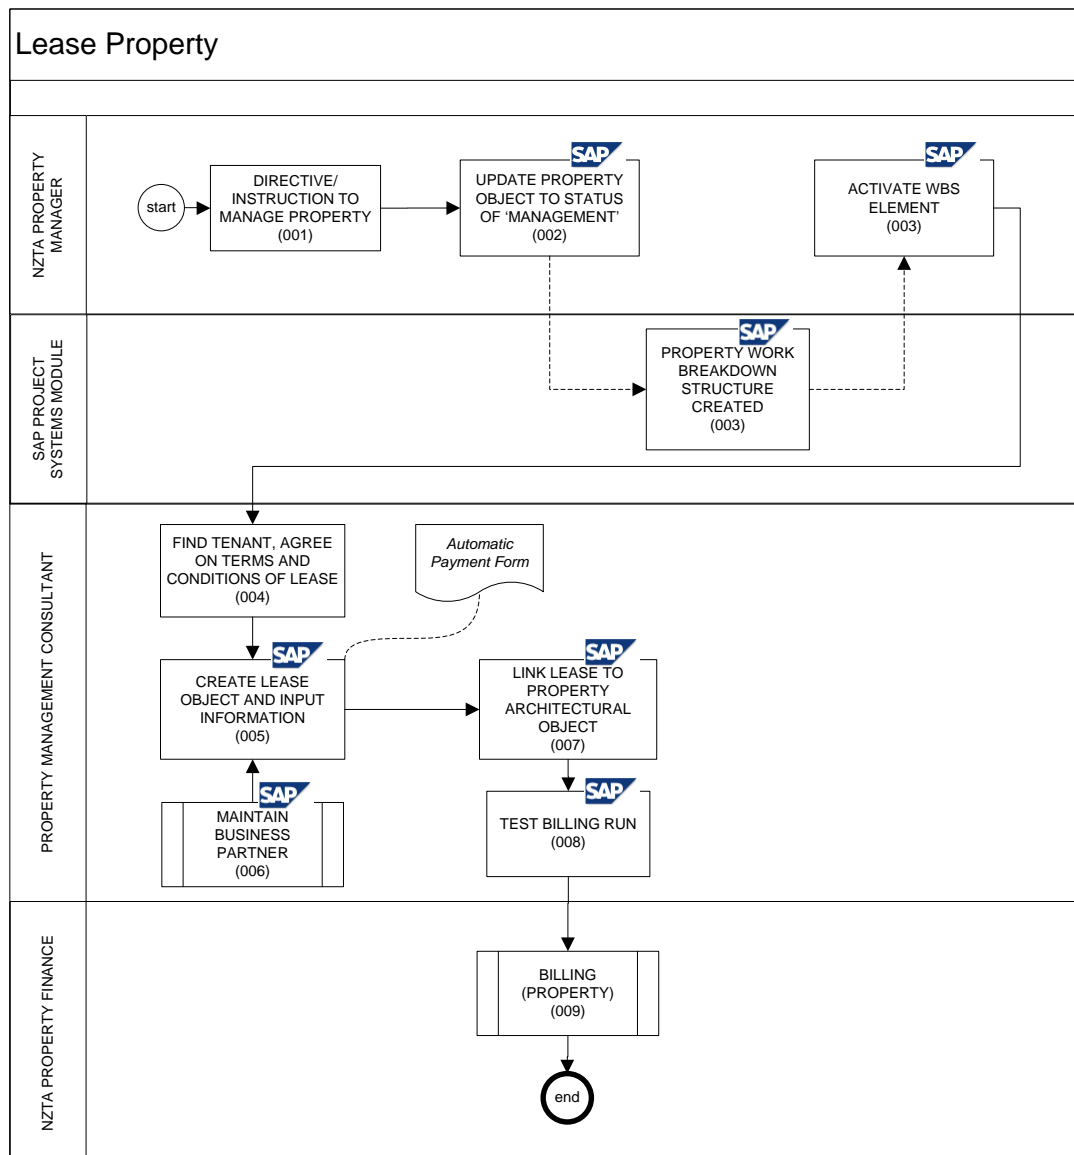 Lease Property
NZTA PROPERTY
MANAGER
start
DIRECTIVE/
INSTRUCTION TO
MANAGE PROPERTY
(001)
SAP
UPDATE PROPERTY
OBJECT TO STATUS
OF ‘MANAGEMENT’
(002)
SAP
ACTIVATE WBS
ELEMENT
(003)
SAP PROJECT
SYSTEMS MODULE
SAP
PROPERTY WORK
BREAKDOWN
STRUCTURE
CREATED
(003)
PROPERTY MANAGEMENT CONSULTANT
FIND TENANT, AGREE
ON TERMS AND
CONDITIONS OF LEASE
(004)
Automatic
Payment Form
SAP
CREATE LEASE
OBJECT AND INPUT
INFORMATION
(005)
SAP
LINK LEASE TO
PROPERTY
ARCHITECTURAL
OBJECT
(007)
SAP
MAINTAIN
BUSINESS
PARTNER
(006)
SAP
TEST BILLING RUN
(008)
NZTA PROPERTY FINANCE
BILLING
(PROPERTY)
(009)
end